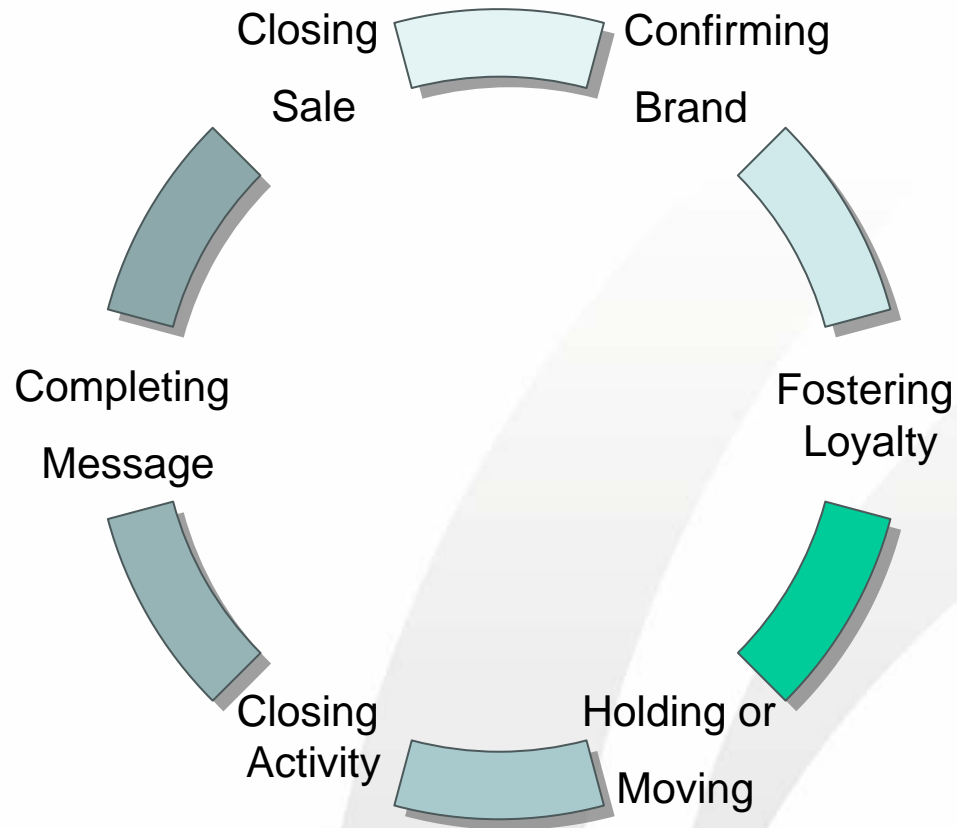 Closing
Sale
Confirming
Brand
Fostering
Loyalty
Holding or
Moving
Closing
Activity
Completing
Message